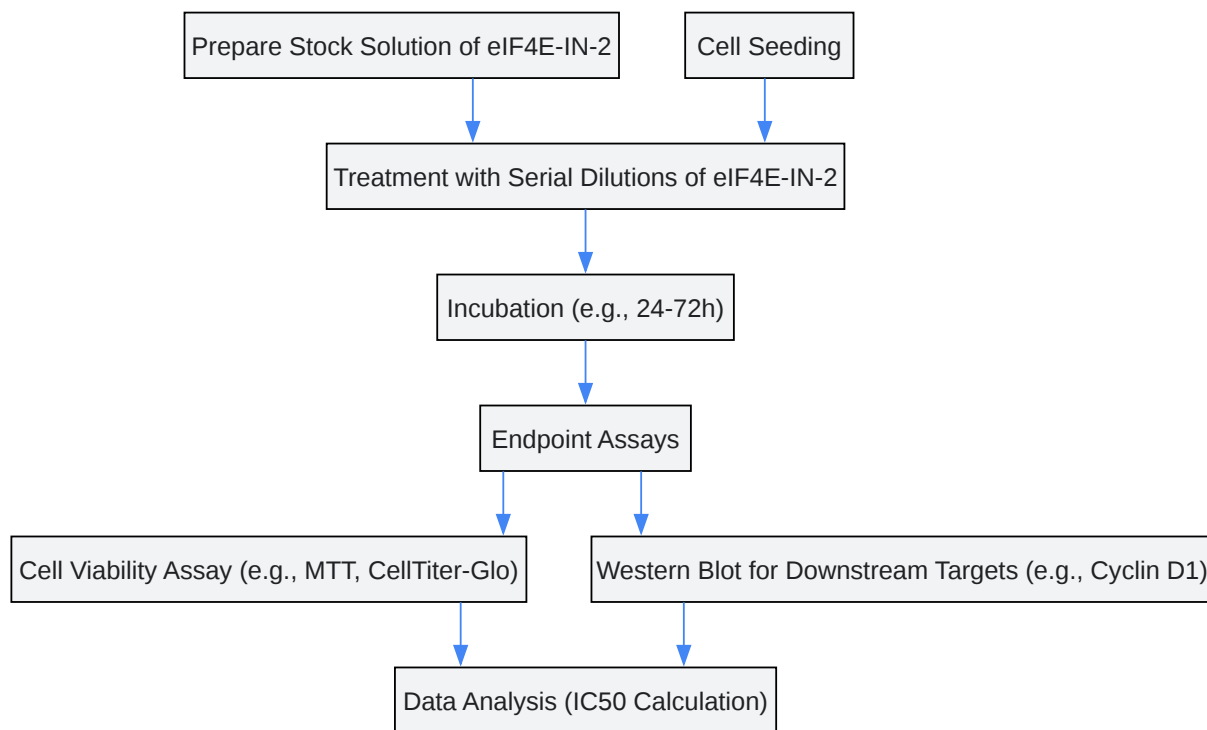 Prepare Stock Solution of eIF4E-IN-2
Cell Seeding
Treatment with Serial Dilutions of eIF4E-IN-2
Incubation (e.g., 24-72h)
Endpoint Assays
Cell Viability Assay (e.g., MTT, CellTiter-Glo)
Western Blot for Downstream Targets (e.g., Cyclin D1)
Data Analysis (IC50 Calculation)